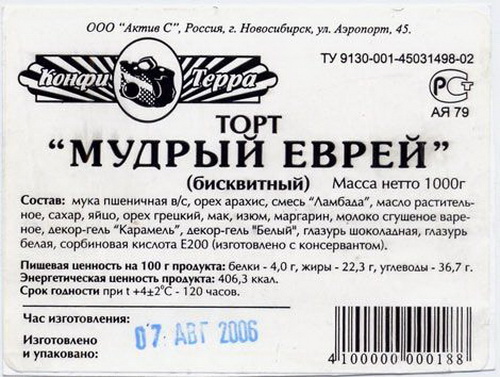 ООО "Актив С", Россия, г. Новосибирск, ул. Аэропорт, 45.
Конфи Терра
ТУ 9130-001-45031498-02
РСТ
АЯ 79
ТОРТ
“МУДРЫЙ ЕВРЕЙ”
(бисквитный) Масса нетто 1000г
Состав: мука пшеничная в/с, орех арахис, смесь "Ламбада", масло раститель-
ное, сахар, яйцо, орех грецкий, мак, изюм, маргарин, молоко сгушеное варе-
ное, декор-гель "Карамель", декор-гель "Белый", глазурь шоколадная, глазурь
белая, сорбиновая кислота Е200 (изготовлено с консервантом).
Пищевая ценность на 100 г продукта: белки - 4,0 г, жиры - 22,3 г, углеводы - 36,7 г.
Энергетическая ценность продукта: 406,3 ккал.
Срок годности при t +4±2°С - 120 часов.
Час изготовления:
Изготовлено
и упаковано:
07 АВГ 2006
4 100000 000188